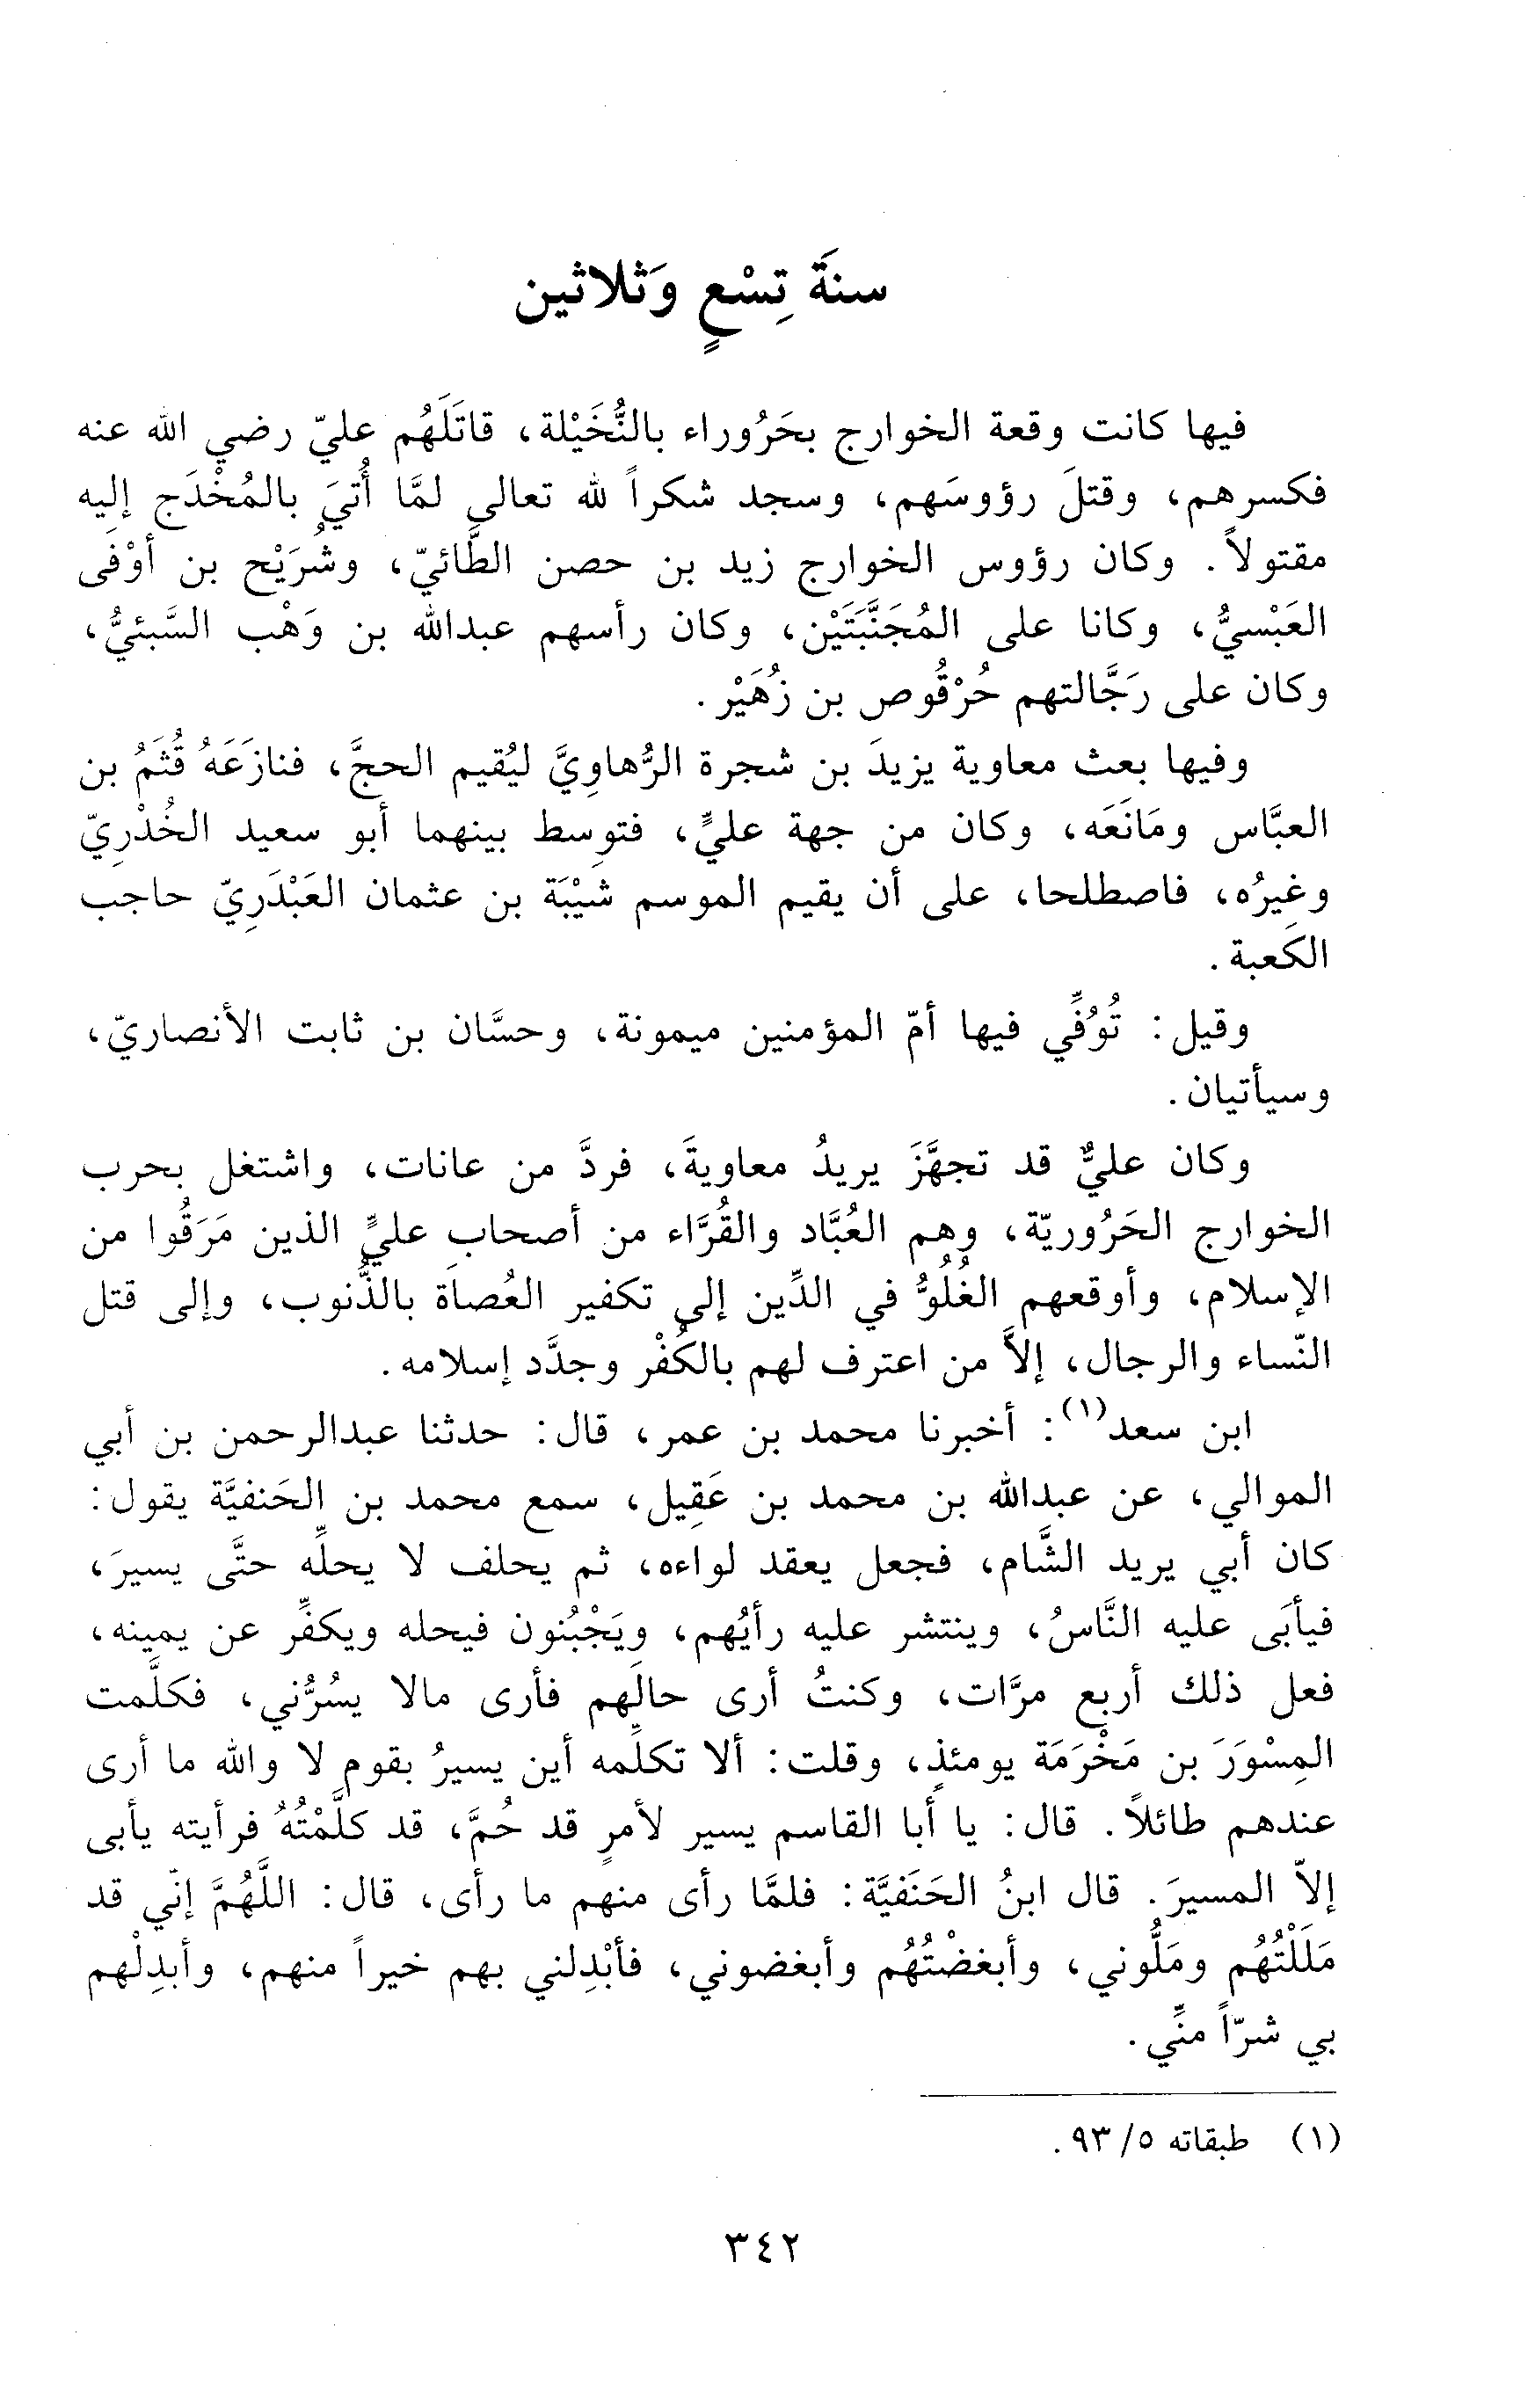 سنةَ تِسْعٍ وَثلاثين
فيها كانت وقعة الخوارج بحَرُوراء بالنُّخَيْلة، قاتَلَهُم عليّ رضي الله عنه
فكسرهم، وقتلَ رؤوسَهم، وسجد شكراً لله تعالى لمَّا أُتيَ بالمُخْدَج إليه
مقتولاً. وكان رؤوس الخوارج زيد بن حصن الطَّائيّ، وشُرَيْح بن أوْفَى
العَبْسيُّ، وكانا على المُجَنَّبَتَيْن، وكان رأسهم عبدالله بن وَهْب السَّبئيُّ،
وكان على رَجَّالتهم حُرْقُوص بن زُهَيْر.
وفيها بعث معاوية يزيدَ بن شجرة الرُّهاوِيَّ ليُقيم الحجَّ، فنازَعَهُ قُثَمُ بن
العبَّاس ومَانَعَه، وكان من جهة عليٍّ، فتوسط بينهما أبو سعيد الخُدْرِيّ
وغيرُه، فاصطلحا، على أن يقيم الموسم شَيْبَة بن عثمان العَبْدَرِيّ حاجب
الكَعبة.
وقيل: تُوُفِّي فيها أمّ المؤمنين ميمونة، وحسَّان بن ثابت الأنصاريّ،
وسيأتيان.
وكان عليٌّ قد تجهَّزَ يريدُ معاويةَ، فردَّ من عانات، واشتغل بحرب
الخوارج الحَرُوريّة، وهم العُبَّاد والقُرَّاء من أصحاب عليٍّ الذين مَرَقُوا من
الإسلام، وأوقعهم الغُلُوُّ في الدِّين إلى تكفير العُصاة بالذُّنوب، وإلى قتل
النّساء والرجال، إلاَّ من اعترف لهم بالكُفْر وجدَّد إسلامه.
ابن سعد(١): أخبرنا محمد بن عمر، قال: حدثنا عبدالرحمن بن أبي
الموالي، عن عبدالله بن محمد بن عَقِيل، سمع محمد بن الحَنفيَّة يقول:
كان أبي يريد الشَّام، فجعل يعقد لواءه، ثم يحلف لا يحلِّه حتَّى يسيرَ،
فيأبَى عليه النَّاسُ، وينتشر عليه رأيُهم، ويَجْبُنون فيحله ويكفِّر عن يمينه،
فعل ذلك أربع مرَّات، وكنتُ أرى حالَهم فأرى مالا يسُرُّني، فكلَّمت
المِسْوَرَ بن مَخْرَمَة يومئذٍ، وقلت: ألا تكلِّمه أين يسيرُ بقوم لا والله ما أرى
عندهم طائلاً. قال: يا أبا القاسم يسير لأمرٍ قد حُمَّ، قد كلَّمْتُهُ فرأيته يأبى
إلاّ المسيرَ. قال ابنُ الحَنَفيَّة: فلمَّا رأى منهم ما رأى، قال: اللَّهُمَّ إنّي قد
مَلَلْتُهُم ومَلُّوني، وأبغضْتُهُم وأبغضوني، فأبْدِلني بهم خيراً منهم، وأبدِلْهم
بي شرّاً منِّي.
(١) طبقاته ٥/ ٩٣.
٣٤٢